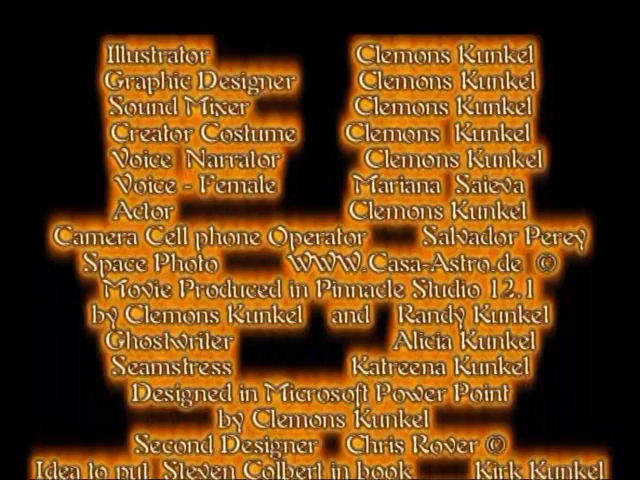 Illustrator Clemons Kunkel
Graphic Designer Clemons Kunkel
Sound Mixer Clemons Kunkel
Creator Costume Clemons Kunkel
Voice Narrator Clemons Kunkel
Voice - Female Mariana Saieva
Actor Clemons Kunkel
Camera Cell phone Operator Salvador Perey
Space Photo WWW.Casa-Astro.de ©
Movie Produced in Pinnacle Studio 12.1
by Clemons Kunkel and Randy Kunkel
Ghostwriter Alicia Kunkel
Seamstress Katreena Kunkel
Designed in Microsoft Power Point
by Clemons Kunkel
Second Designer Chris Rover ©
Idea to put Steven Colbert in book Kirk Kunkel